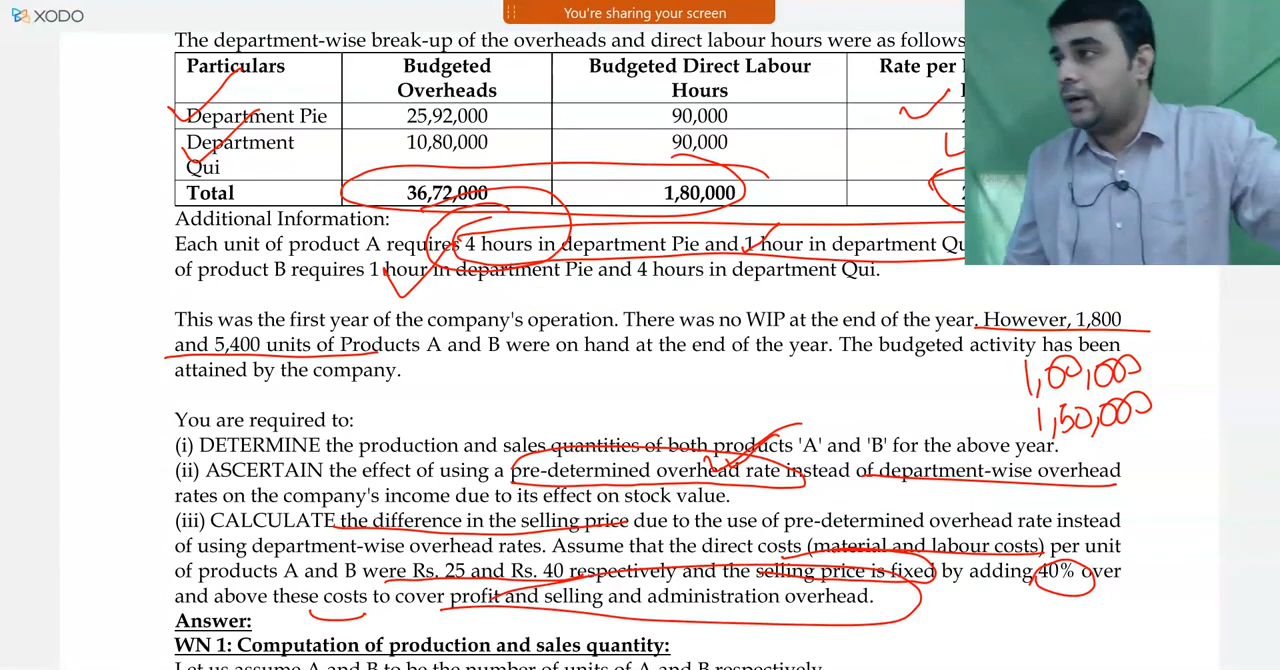 XODO
You're sharing your screen
The department-wise break-up of the overheads and direct labour hours were as follows
Particulars Budgeted Overheads Budgeted Direct Labour Hours Rate per
Department Pie 25,92,000 90,000
Department Qui 10,80,000 90,000
Total 36,72,000 1,80,000
Additional Information:
Each unit of product A requires 4 hours in department Pie and 1 hour in department Qu
of product B requires 1 hour in department Pie and 4 hours in department Qui.
This was the first year of the company's operation. There was no WIP at the end of the year. However, 1,800
and 5,400 units of Products A and B were on hand at the end of the year. The budgeted activity has been
attained by the company.
1,00,000
1,50,000
You are required to:
(i) DETERMINE the production and sales quantities of both products 'A' and 'B' for the above year.
(ii) ASCERTAIN the effect of using a pre-determined overhead rate instead of department-wise overhead
rates on the company's income due to its effect on stock value.
(iii) CALCULATE the difference in the selling price due to the use of pre-determined overhead rate instead
of using department-wise overhead rates. Assume that the direct costs (material and labour costs) per unit
of products A and B were Rs. 25 and Rs. 40 respectively and the selling price is fixed by adding 40% over
and above these costs to cover profit and selling and administration overhead.
Answer:
WN 1: Computation of production and sales quantity:
Let us assume A and B to be the number of units of A and B respectively